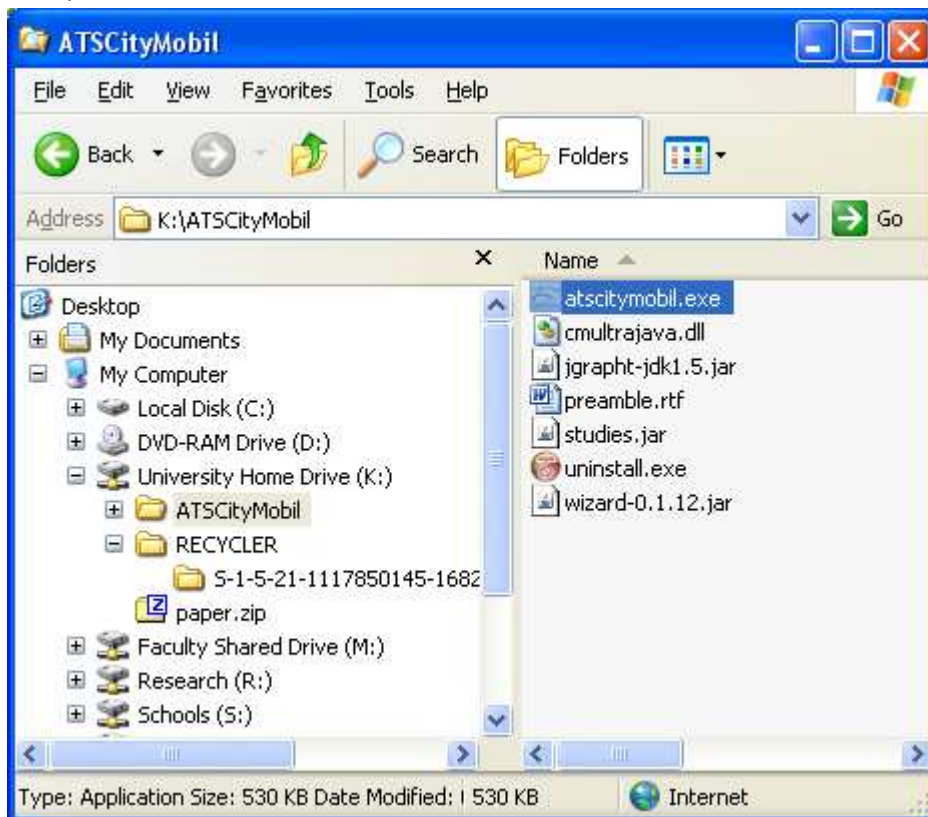 ATSCityMobil
File Edit View Favorites Tools Help
Back Search Folders
Address K:\ATSCityMobil Go
Folders
Desktop
My Documents
My Computer
Local Disk (C:)
DVD-RAM Drive (D:)
University Home Drive (K:)
ATSCityMobil
RECYCLER
S-1-5-21-1117850145-1682
paper.zip
Faculty Shared Drive (M:)
Research (R:)
Schools (S:)
Name
atscitymobil.exe
cmultrajava.dll
jgrapht-jdk1.5.jar
preamble.rtf
studies.jar
uninstall.exe
wizard-0.1.12.jar
Type: Application Size: 530 KB Date Modified: 530 KB Internet